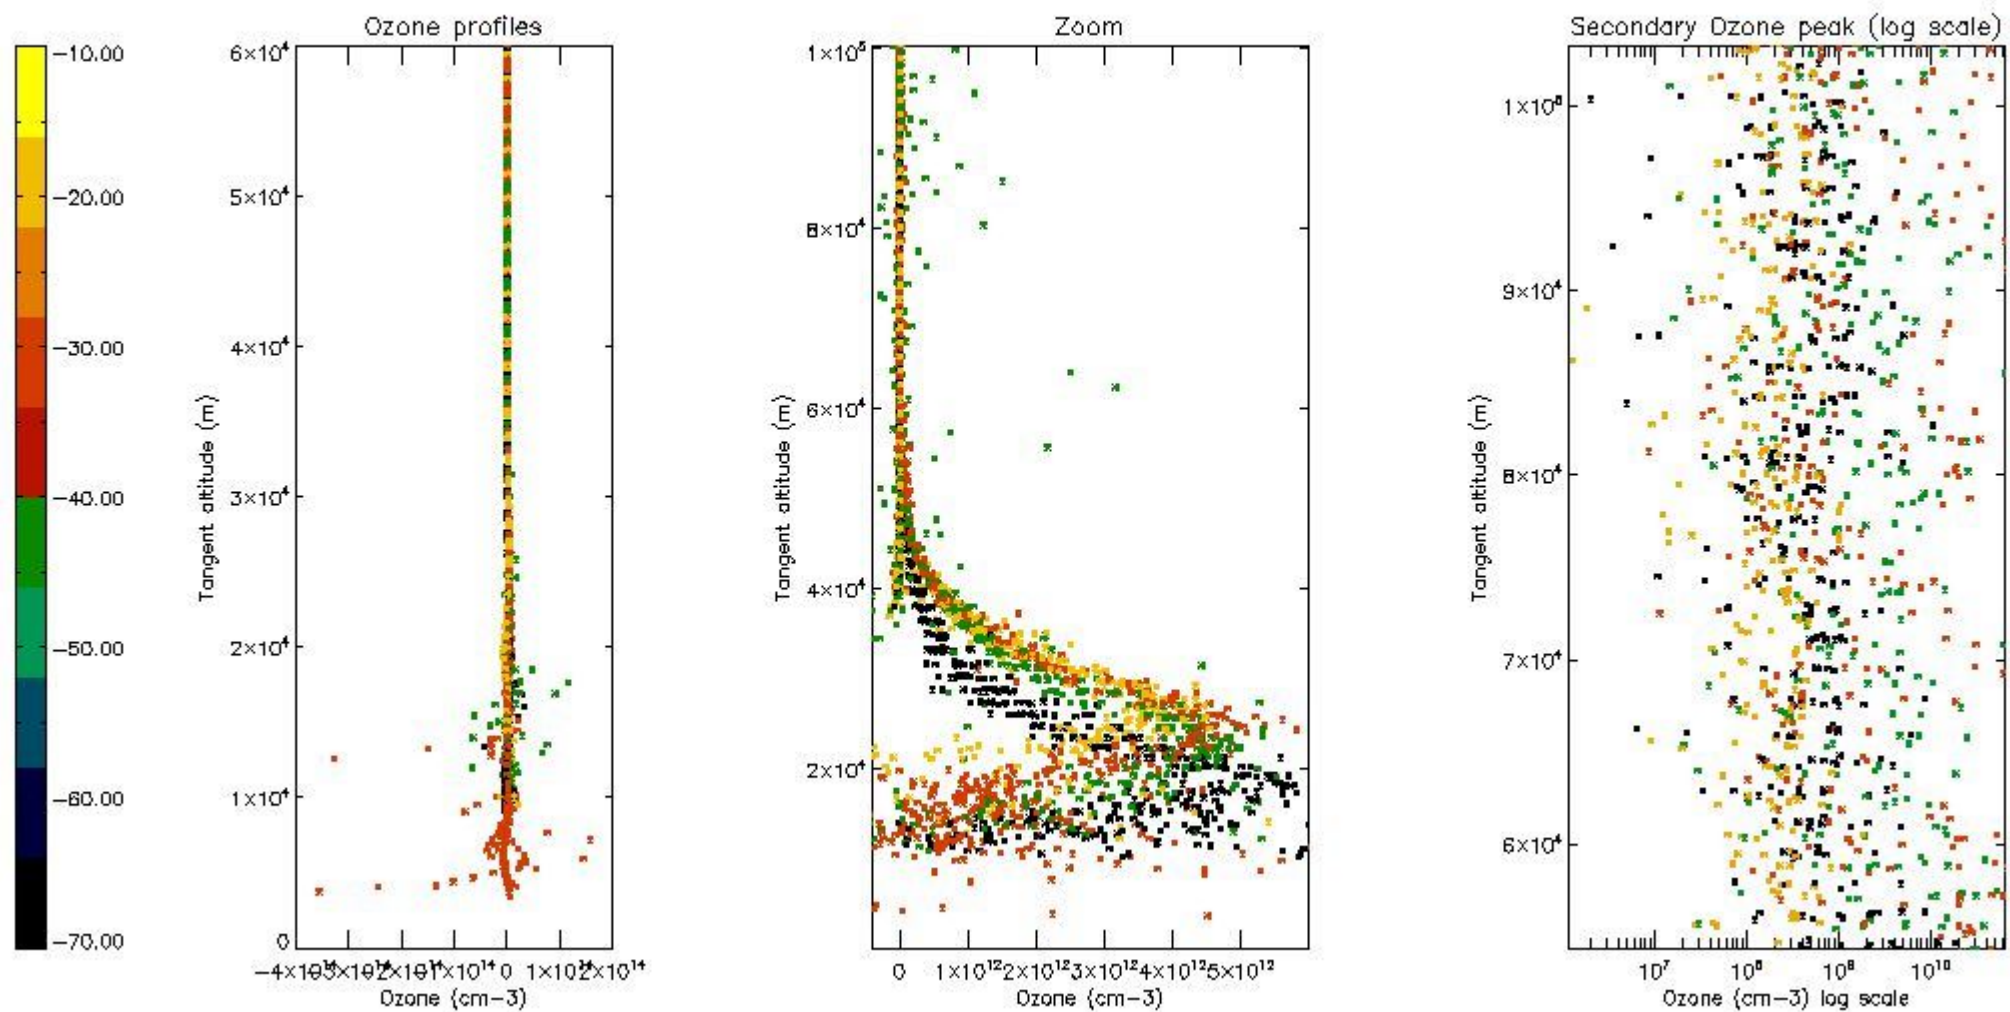 Ozone profiles
Zoom
Secondary Ozone peak (log scale)
−10.00
−20.00
−30.00
−40.00
−50.00
−60.00
−70.00
6×10⁴
5×10⁴
4×10⁴
3×10⁴
2×10⁴
1×10⁴
0
Tangent altitude (m)
0
2×10¹⁴
Ozone (cm−3)
1×10⁵
8×10⁴
6×10⁴
4×10⁴
2×10⁴
Tangent altitude (m)
0 1×10¹² 2×10¹² 3×10¹² 4×10¹² 5×10¹²
Ozone (cm−3)
1×10⁵
9×10⁴
8×10⁴
7×10⁴
6×10⁴
Tangent altitude (m)
10⁷ 10⁸ 10⁹ 10¹⁰
Ozone (cm−3) log scale